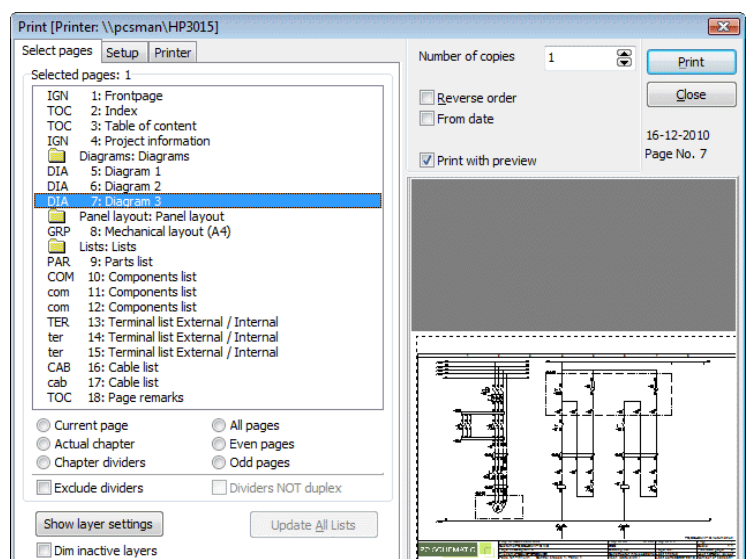 Print [Printer: \\pcsman\HP3015]
Select pages Setup Printer
Selected pages: 1
IGN 1: Frontpage
TOC 2: Index
TOC 3: Table of content
IGN 4: Project information
Diagrams: Diagrams
DIA 5: Diagram 1
DIA 6: Diagram 2
DIA 7: Diagram 3
Panel layout: Panel layout
GRP 8: Mechanical layout (A4)
Lists: Lists
PAR 9: Parts list
COM 10: Components list
com 11: Components list
com 12: Components list
TER 13: Terminal list External / Internal
ter 14: Terminal list External / Internal
ter 15: Terminal list External / Internal
CAB 16: Cable list
cab 17: Cable list
TOC 18: Page remarks
Current page All pages
Actual chapter Even pages
Chapter dividers Odd pages
Exclude dividers Dividers NOT duplex
Show layer settings Update All Lists
Dim inactive layers
Number of copies 1
Print
Reverse order
Close
From date
16-12-2010
Print with preview
Page No. 7